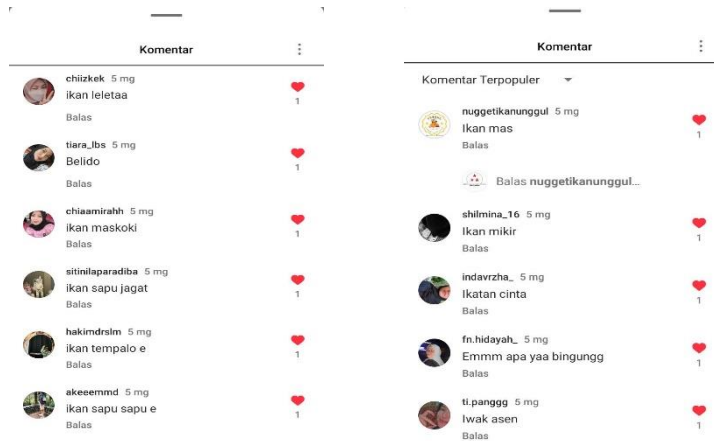 Komentar
chiizkek 5 mg
ikan leletaa
1
Balas
tiara_lbs 5 mg
Belido
1
Balas
chiaamirahh 5 mg
ikan maskoki
1
Balas
sitinilaparadiba 5 mg
ikan sapu jagat
1
Balas
hakimdrslm 5 mg
ikan tempalo e
1
Balas
akeeemmd 5 mg
ikan sapu sapu e
1
Balas
Komentar
Komentar Terpopuler
nuggetikanunggul 5 mg
Ikan mas
1
Balas
Balas nuggetikanunggul...
shilmina_16 5 mg
Ikan mikir
1
Balas
indavrzha_ 5 mg
Ikatan cinta
1
Balas
fn.hidayah_ 5 mg
Emmm apa yaa bingungg
1
Balas
ti.panggg 5 mg
Iwak asen
1
Balas